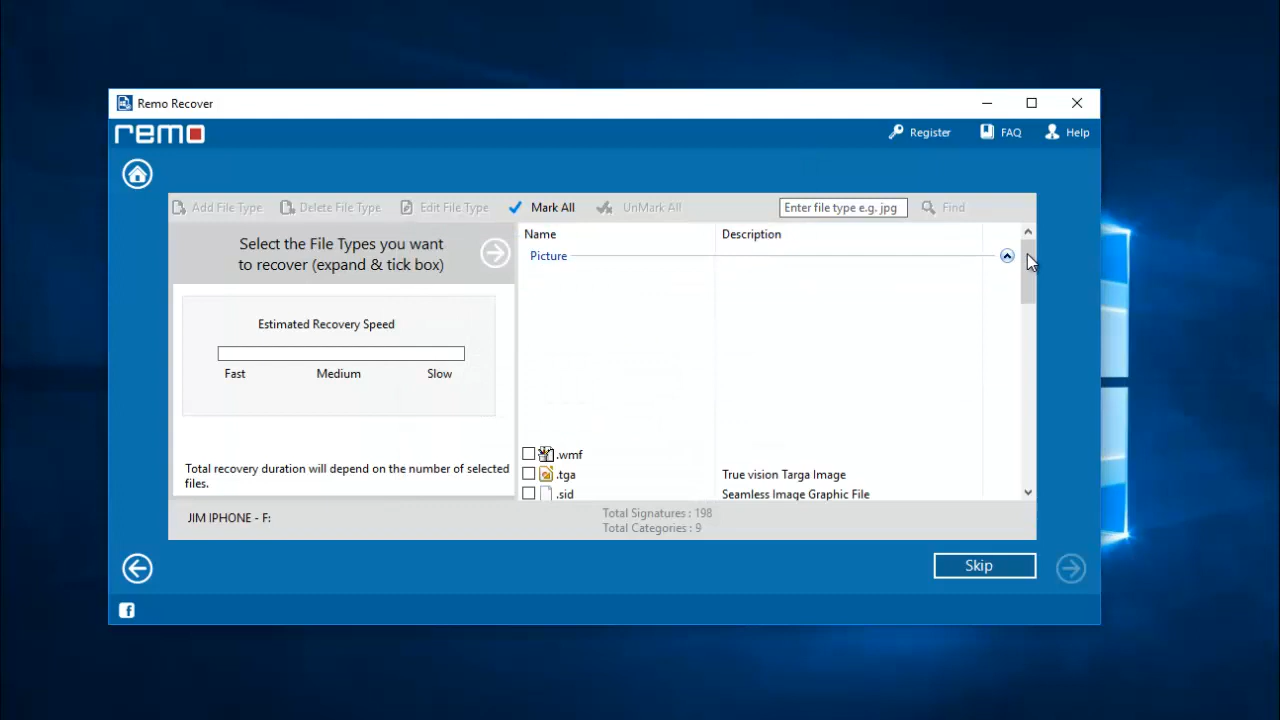 Remo Recover
remo
Register FAQ Help
Add File Type Delete File Type Edit File Type Mark All UnMark All Enter file type e.g. jpg Find
Select the File Types you want
to recover (expand & tick box)
Estimated Recovery Speed
Fast Medium Slow
Total recovery duration will depend on the number of selected
files.
Name Description
Picture
.wmf
.tga True vision Targa Image
.sid Seamless Image Graphic File
JIM IPHONE - F:
Total Signatures : 198
Total Categories : 9
Skip
f